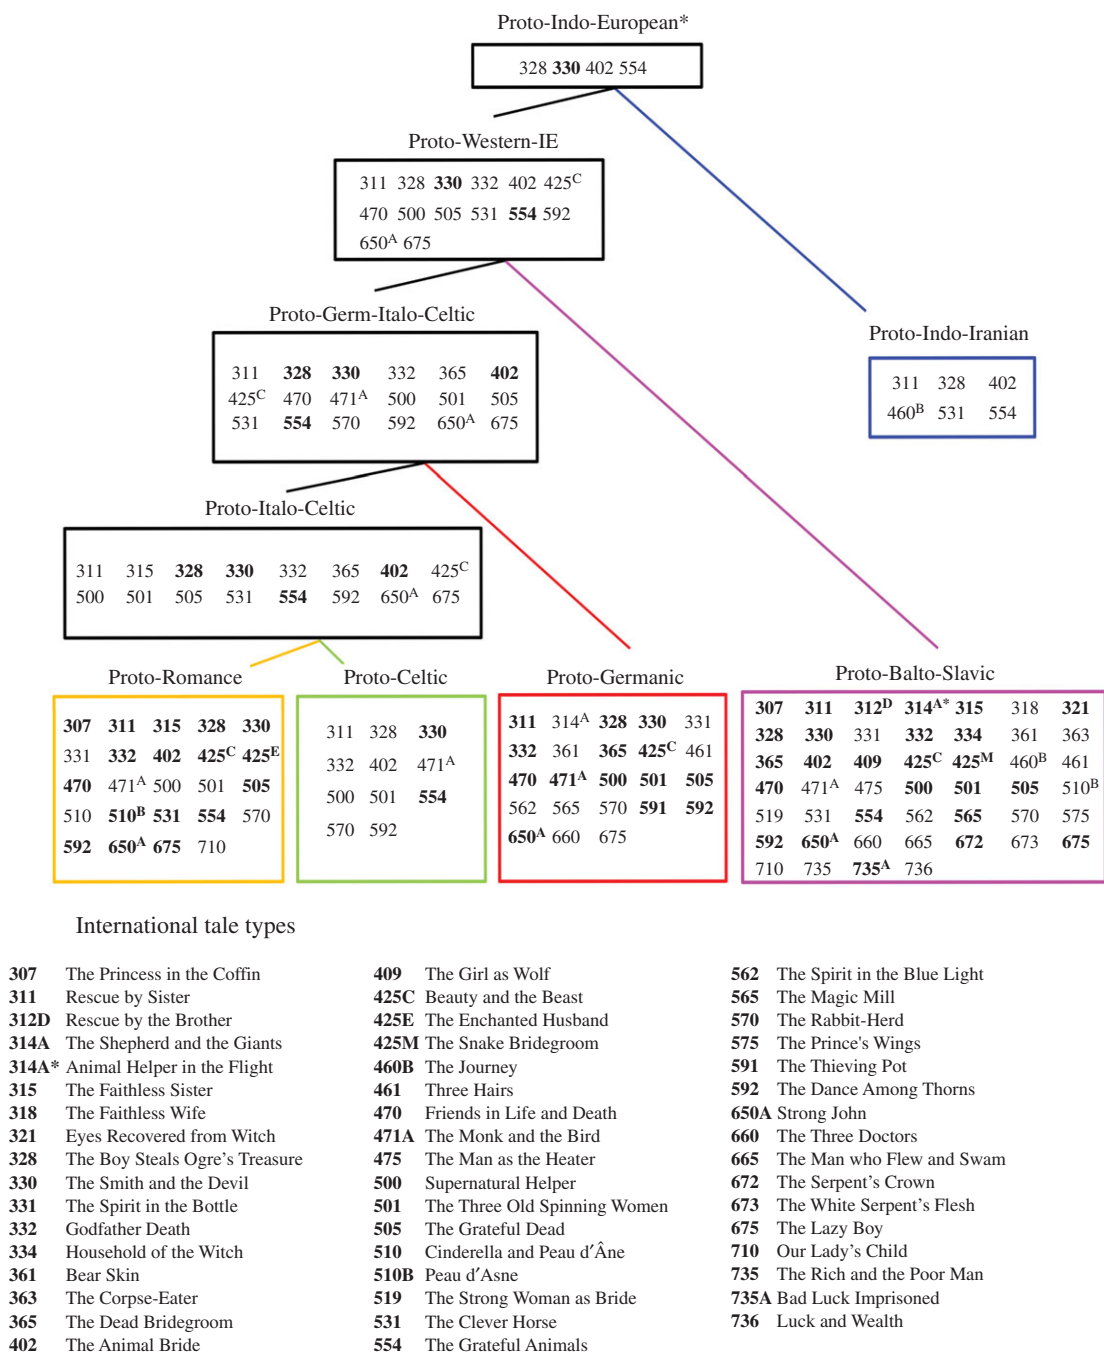 Proto-Indo-European*
328 330 402 554
Proto-Western-IE
311 328 330 332 402 425C
470 500 505 531 554 592
650A 675
Proto-Germ-Italo-Celtic
311 328 330 332 365 402
425C 470 471A 500 501 505
531 554 570 592 650A 675
Proto-Indo-Iranian
311 328 402
460B 531 554
Proto-Italo-Celtic
311 315 328 330 332 365 402 425C
500 501 505 531 554 592 650A 675
Proto-Romance
307 311 315 328 330
331 332 402 425C 425E
470 471A 500 501 505
510 510B 531 554 570
592 650A 675 710
Proto-Celtic
311 328 330
332 402 471A
500 501 554
570 592
Proto-Germanic
311 314A 328 330 331
332 361 365 425C 461
470 471A 500 501 505
562 565 570 591 592
650A 660 675
Proto-Balto-Slavic
307 311 312D 314A* 315 318 321
328 330 331 332 334 361 363
365 402 409 425C 425M 460B 461
470 471A 475 500 501 505 510B
519 531 554 562 565 570 575
592 650A 660 665 672 673 675
710 735 735A 736
International tale types
307 The Princess in the Coffin
311 Rescue by Sister
312D Rescue by the Brother
314A The Shepherd and the Giants
314A* Animal Helper in the Flight
315 The Faithless Sister
318 The Faithless Wife
321 Eyes Recovered from Witch
328 The Boy Steals Ogre's Treasure
330 The Smith and the Devil
331 The Spirit in the Bottle
332 Godfather Death
334 Household of the Witch
361 Bear Skin
363 The Corpse-Eater
365 The Dead Bridegroom
402 The Animal Bride
409 The Girl as Wolf
425C Beauty and the Beast
425E The Enchanted Husband
425M The Snake Bridegroom
460B The Journey
461 Three Hairs
470 Friends in Life and Death
471A The Monk and the Bird
475 The Man as the Heater
500 Supernatural Helper
501 The Three Old Spinning Women
505 The Grateful Dead
510 Cinderella and Peau d′Âne
510B Peau d'Asne
519 The Strong Woman as Bride
531 The Clever Horse
554 The Grateful Animals
562 The Spirit in the Blue Light
565 The Magic Mill
570 The Rabbit-Herd
575 The Prince's Wings
591 The Thieving Pot
592 The Dance Among Thorns
650A Strong John
660 The Three Doctors
665 The Man who Flew and Swam
672 The Serpent's Crown
673 The White Serpent's Flesh
675 The Lazy Boy
710 Our Lady's Child
735 The Rich and the Poor Man
735A Bad Luck Imprisoned
736 Luck and Wealth